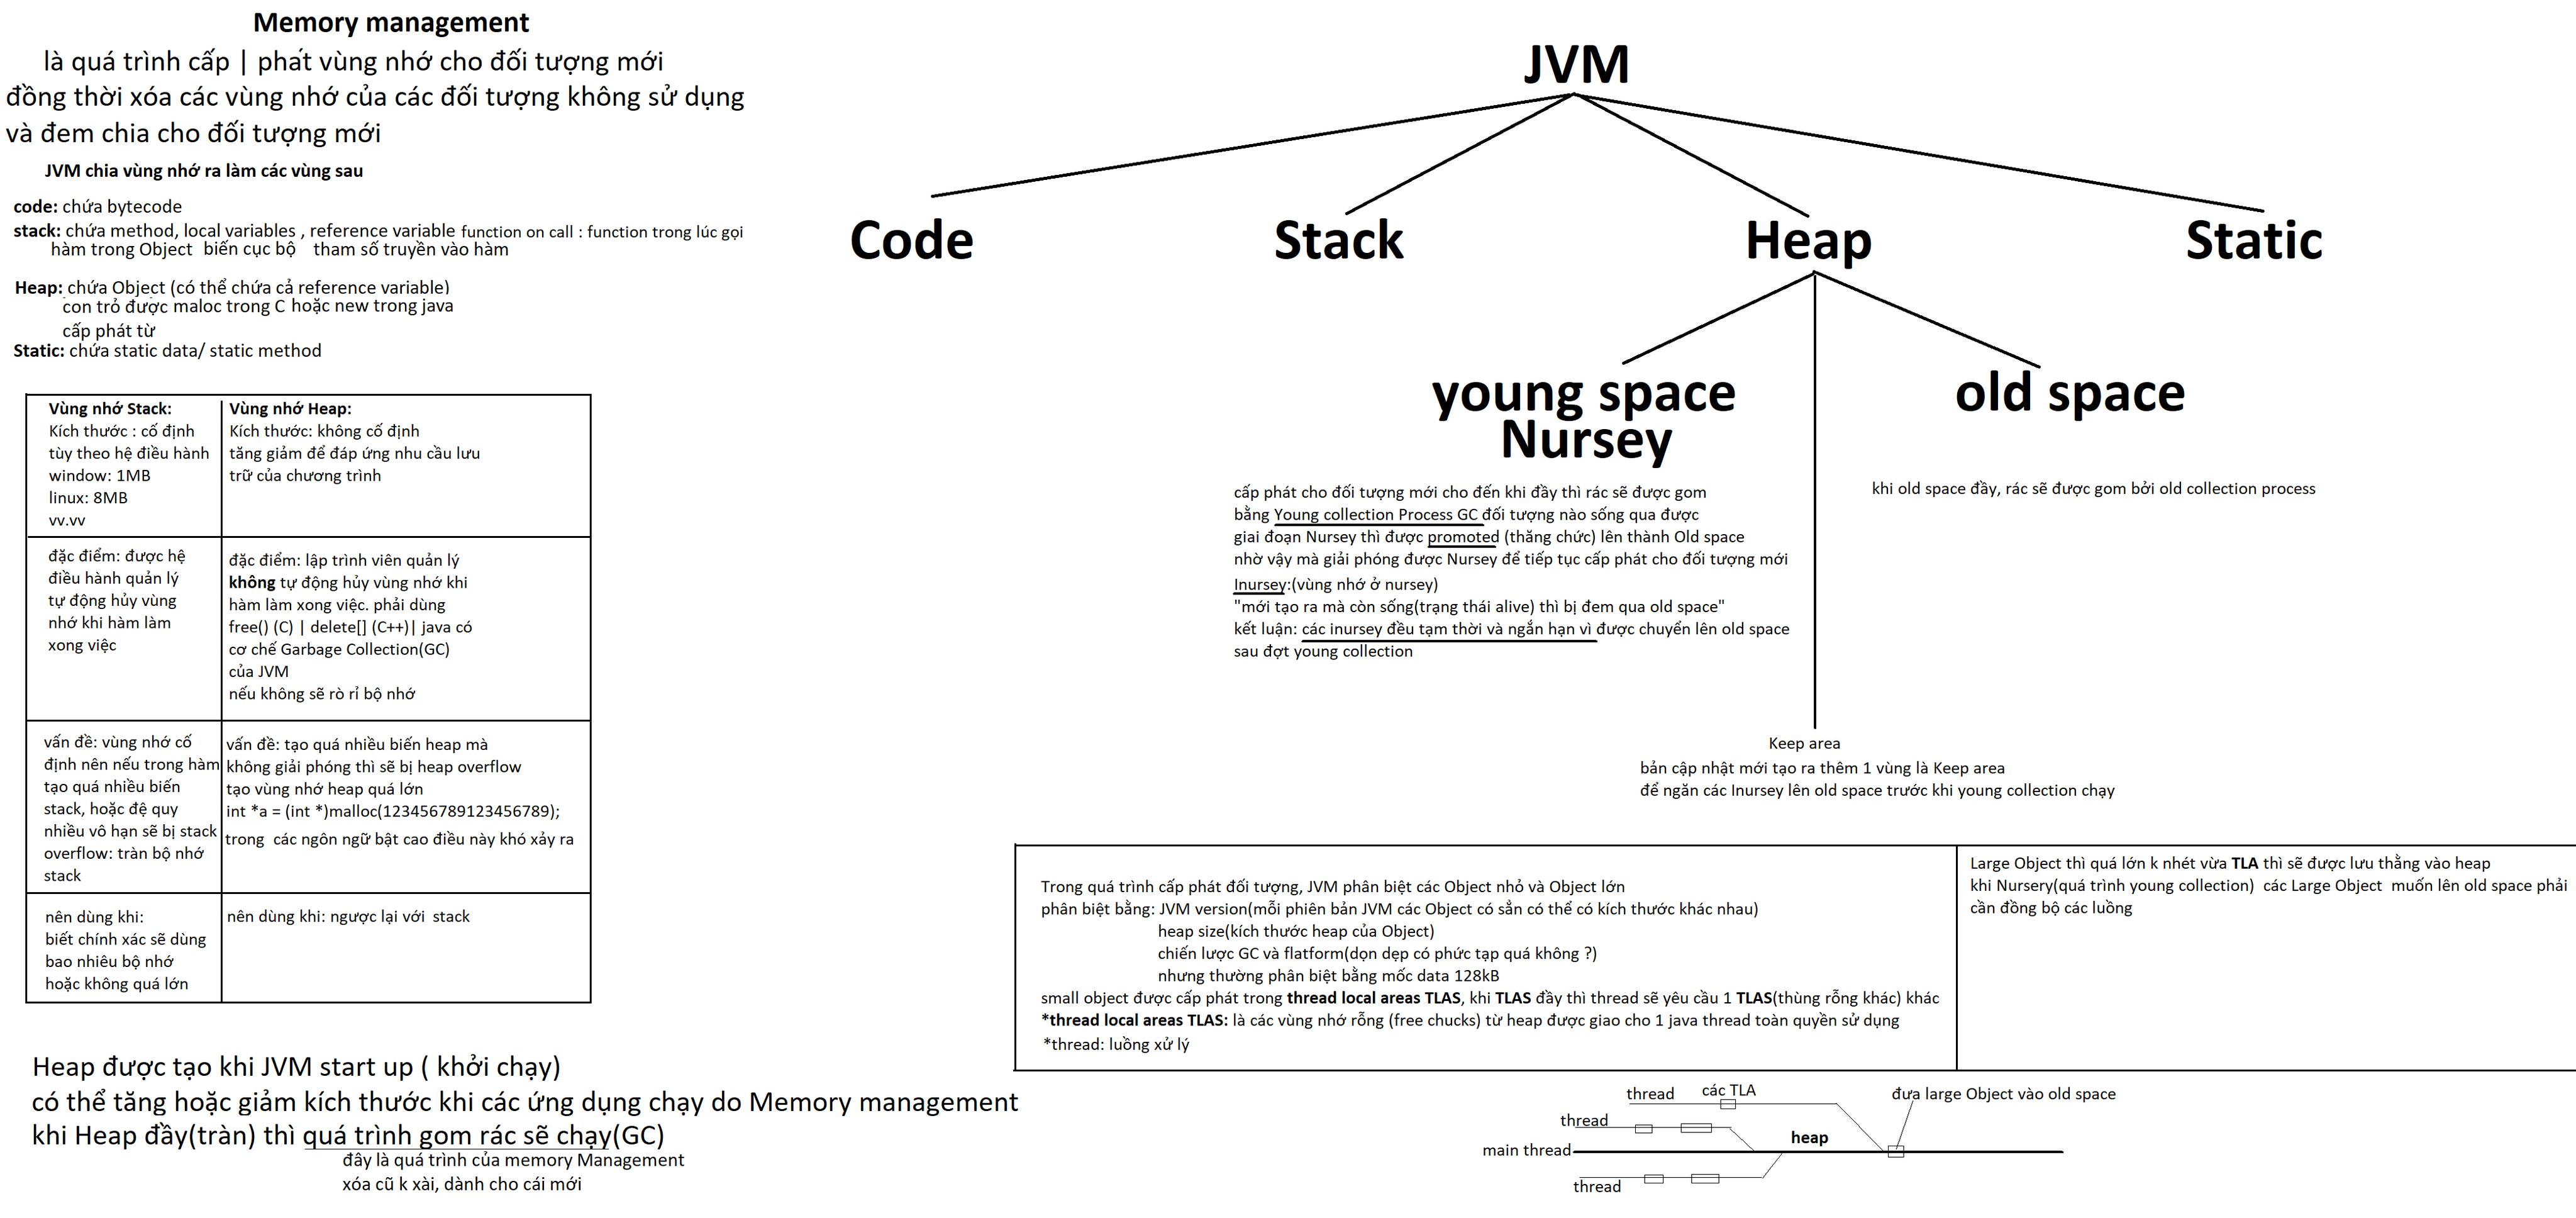 Memory management
là quá trình cấp | phát vùng nhớ cho đối tượng mới
đồng thời xóa các vùng nhớ của các đối tượng không sử dụng
và đem chia cho đối tượng mới
JVM chia vùng nhớ ra làm các vùng sau
code: chứa bytecode
stack: chứa method, local variables , reference variable function on call : function trong lúc gọi
hàm trong Object biến cục bộ tham số truyền vào hàm
Heap: chứa Object (có thể chứa cả reference variable)
con trỏ được maloc trong C hoặc new trong java
cấp phát từ
Static: chứa static data/ static method
Vùng nhớ Stack:
Kích thước : cố định
tùy theo hệ điều hành
window: 1MB
linux: 8MB
vv.vv
Vùng nhớ Heap:
Kích thước: không cố định
tăng giảm để đáp ứng nhu cầu lưu
trữ của chương trình
đặc điểm: được hệ
điều hành quản lý
tự động hủy vùng
nhớ khi hàm làm
xong việc
đặc điểm: lập trình viên quản lý
không tự động hủy vùng nhớ khi
hàm làm xong việc. phải dùng
free() (C) | delete[] (C++)| java có
cơ chế Garbage Collection(GC)
của JVM
nếu không sẽ rò rỉ bộ nhớ
vấn đề: vùng nhớ cố
định nên nếu trong hàm
tạo quá nhiều biến
stack, hoặc đệ quy
nhiều vô hạn sẽ bị stack
overflow: tràn bộ nhớ
stack
vấn đề: tạo quá nhiều biến heap mà
không giải phóng thì sẽ bị heap overflow
tạo vùng nhớ heap quá lớn
int *a = (int *)malloc(123456789123456789);
trong các ngôn ngữ bật cao điều này khó xảy ra
nên dùng khi:
biết chính xác sẽ dùng
bao nhiêu bộ nhớ
hoặc không quá lớn
nên dùng khi: ngược lại với stack
Heap được tạo khi JVM start up ( khởi chạy)
có thể tăng hoặc giảm kích thước khi các ứng dụng chạy do Memory management
khi Heap đầy(tràn) thì quá trình gom rác sẽ chạy(GC)
đây là quá trình của memory Management
xóa cũ k xài, dành cho cái mới
JVM
Code
Stack
Heap
Static
young space
Nursey
old space
cấp phát cho đối tượng mới cho đến khi đầy thì rác sẽ được gom
bằng Young collection Process GC đối tượng nào sống qua được
giai đoạn Nursey thì được promoted (thăng chức) lên thành Old space
nhờ vậy mà giải phóng được Nursey để tiếp tục cấp phát cho đối tượng mới
Inursey:(vùng nhớ ở nursey)
"mới tạo ra mà còn sống(trạng thái alive) thì bị đem qua old space"
kết luận: các inursey đều tạm thời và ngắn hạn vì được chuyển lên old space
sau đợt young collection
khi old space đầy, rác sẽ được gom bởi old collection process
Keep area
bản cập nhật mới tạo ra thêm 1 vùng là Keep area
để ngăn các Inursey lên old space trước khi young collection chạy
Trong quá trình cấp phát đối tượng, JVM phân biệt các Object nhỏ và Object lớn
phân biệt bằng: JVM version(mỗi phiên bản JVM các Object có sẳn có thể có kích thước khác nhau)
heap size(kích thước heap của Object)
chiến lược GC và flatform(dọn dẹp có phức tạp quá không ?)
nhưng thường phân biệt bằng mốc data 128kB
small object được cấp phát trong thread local areas TLAS, khi TLAS đầy thì thread sẽ yêu cầu 1 TLAS(thùng rỗng khác) khác
*thread local areas TLAS: là các vùng nhớ rỗng (free chucks) từ heap được giao cho 1 java thread toàn quyền sử dụng
*thread: luồng xử lý
Large Object thì quá lớn k nhét vừa TLA thì sẽ được lưu thẳng vào heap
khi Nursery(quá trình young collection) các Large Object muốn lên old space phải
cần đồng bộ các luồng
thread
các TLA
đưa large Object vào old space
thread
heap
main thread
thread